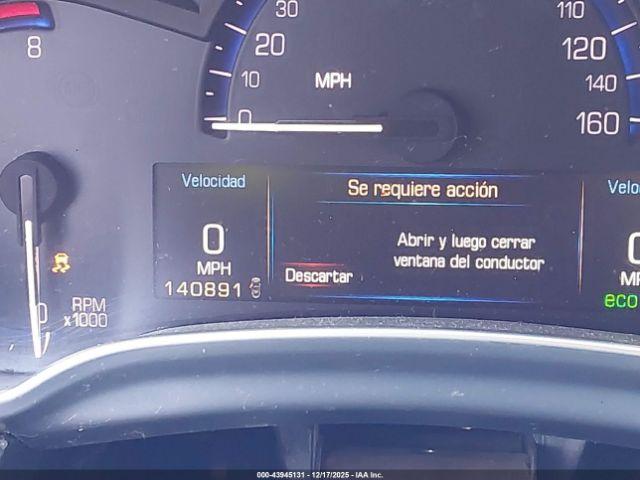 30
20
10
0
MPH
110
120
140
160
8
Velocidad
0
MPH
140891
Se requiere acción
Abrir y luego cerrar
ventana del conductor
Descartar
eco
RPM
x1000
0
000-43945131 - 12/17/2025 - IAA Inc.